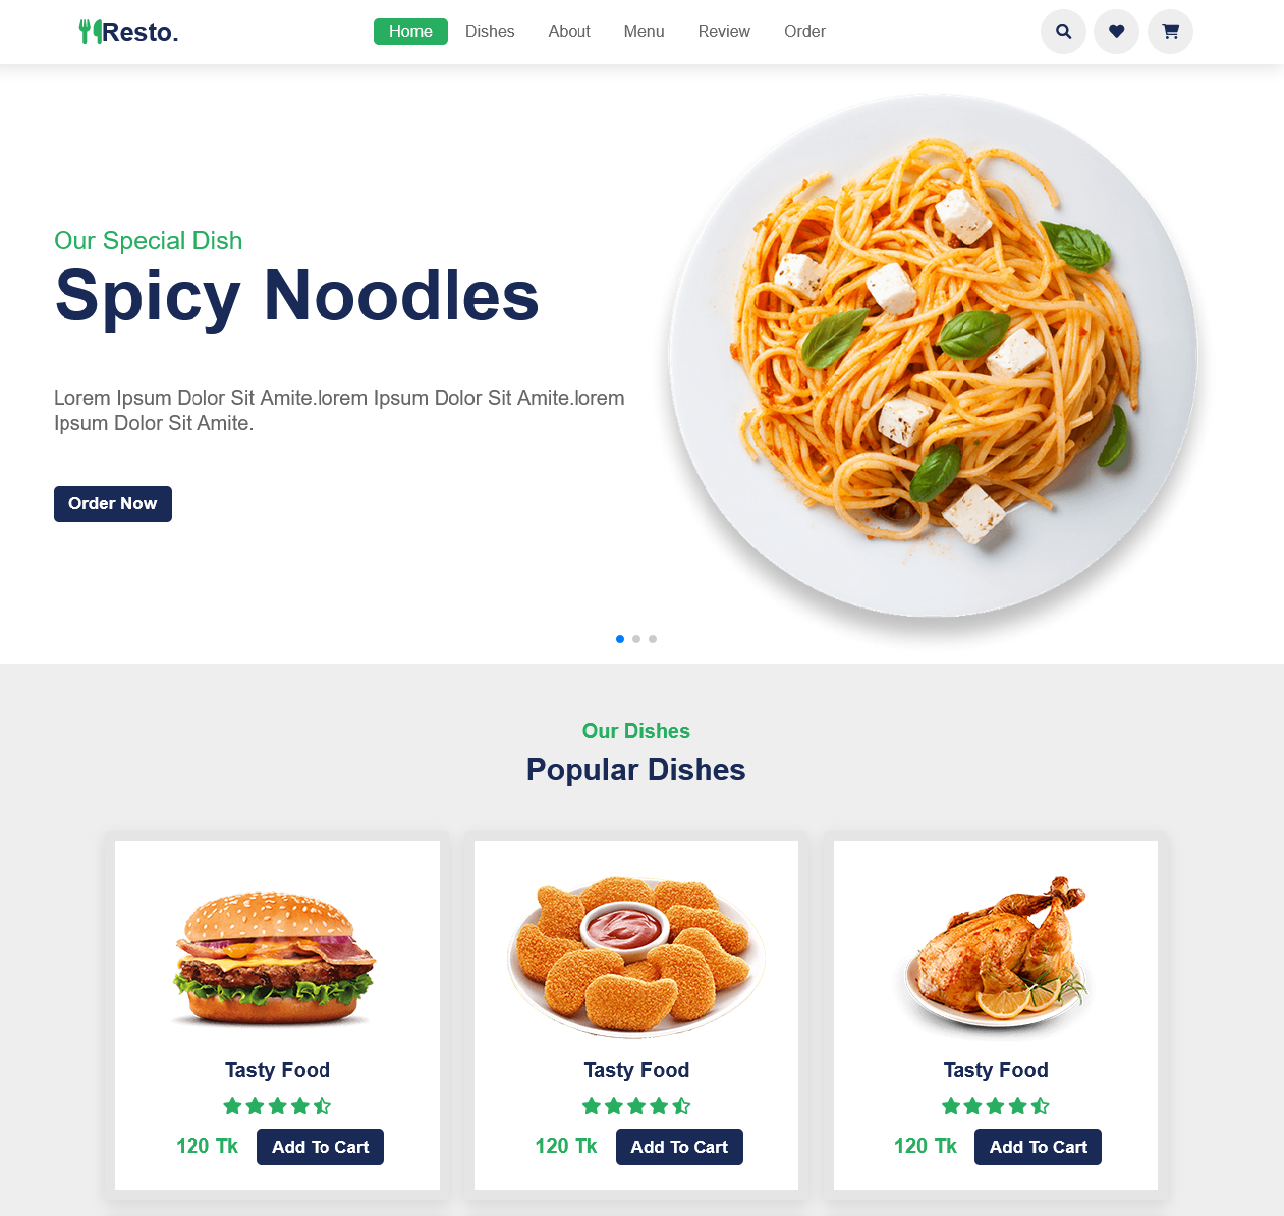 Resto.
Home Dishes About Menu Review Order
Our Special Dish
Spicy Noodles
Lorem Ipsum Dolor Sit Amite.lorem Ipsum Dolor Sit Amite.lorem
Ipsum Dolor Sit Amite.
Order Now
Our Dishes
Popular Dishes
Tasty Food
120 Tk Add To Cart
Tasty Food
120 Tk Add To Cart
Tasty Food
120 Tk Add To Cart